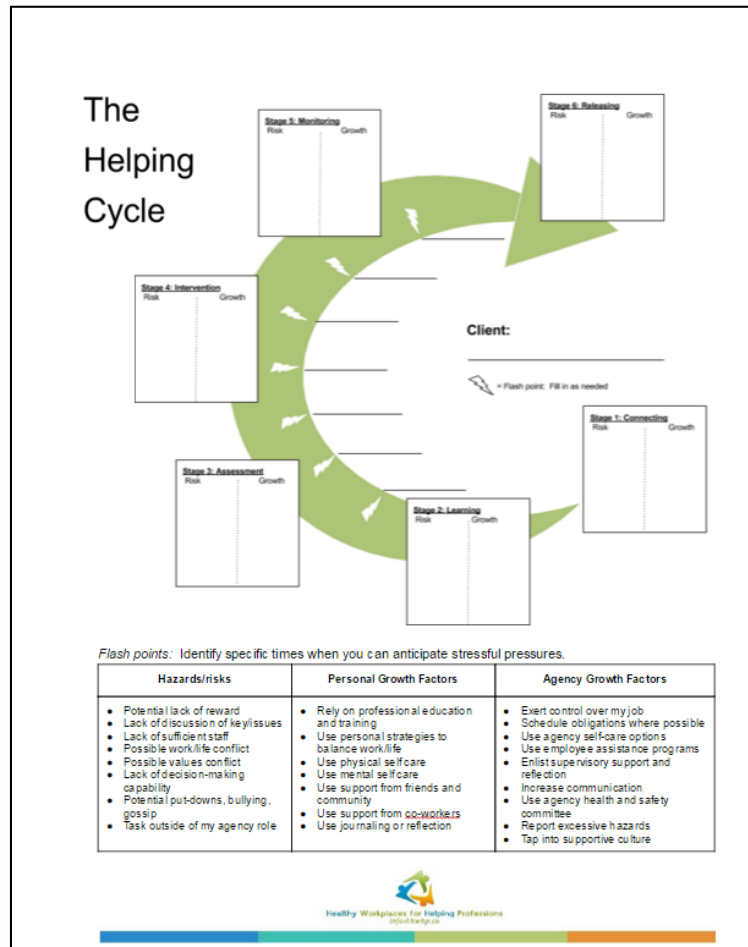 The
Helping
Cycle
Stage 5: Monitoring
Risk Growth
Stage 6: Releasing
Risk Growth
Stage 4: Intervention
Risk Growth
Client:
= Flash point: Fill in as needed
Stage 1: Connecting
Risk Growth
Stage 3: Assessment
Risk Growth
Stage 2: Learning
Risk Growth
Flash points: Identify specific times when you can anticipate stressful pressures.
Hazards/risks
• Potential lack of reward
• Lack of discussion of key/issues
• Lack of sufficient staff
• Possible work/life conflict
• Possible values conflict
• Lack of decision-making
capability
• Potential put-downs, bullying,
gossip
• Task outside of my agency role
Personal Growth Factors
• Rely on professional education
and training
• Use personal strategies to
balance work/life
• Use physical self care
• Use mental self care
• Use support from friends and
community
• Use support from co-workers
• Use journaling or reflection
Agency Growth Factors
• Exert control over my job
• Schedule obligations where possible
• Use agency self-care options
• Use employee assistance programs
• Enlist supervisory support and
reflection
• Increase communication
• Use agency health and safety
committee
• Report excessive hazards
• Tap into supportive culture
Healthy Workplaces for Helping Professions